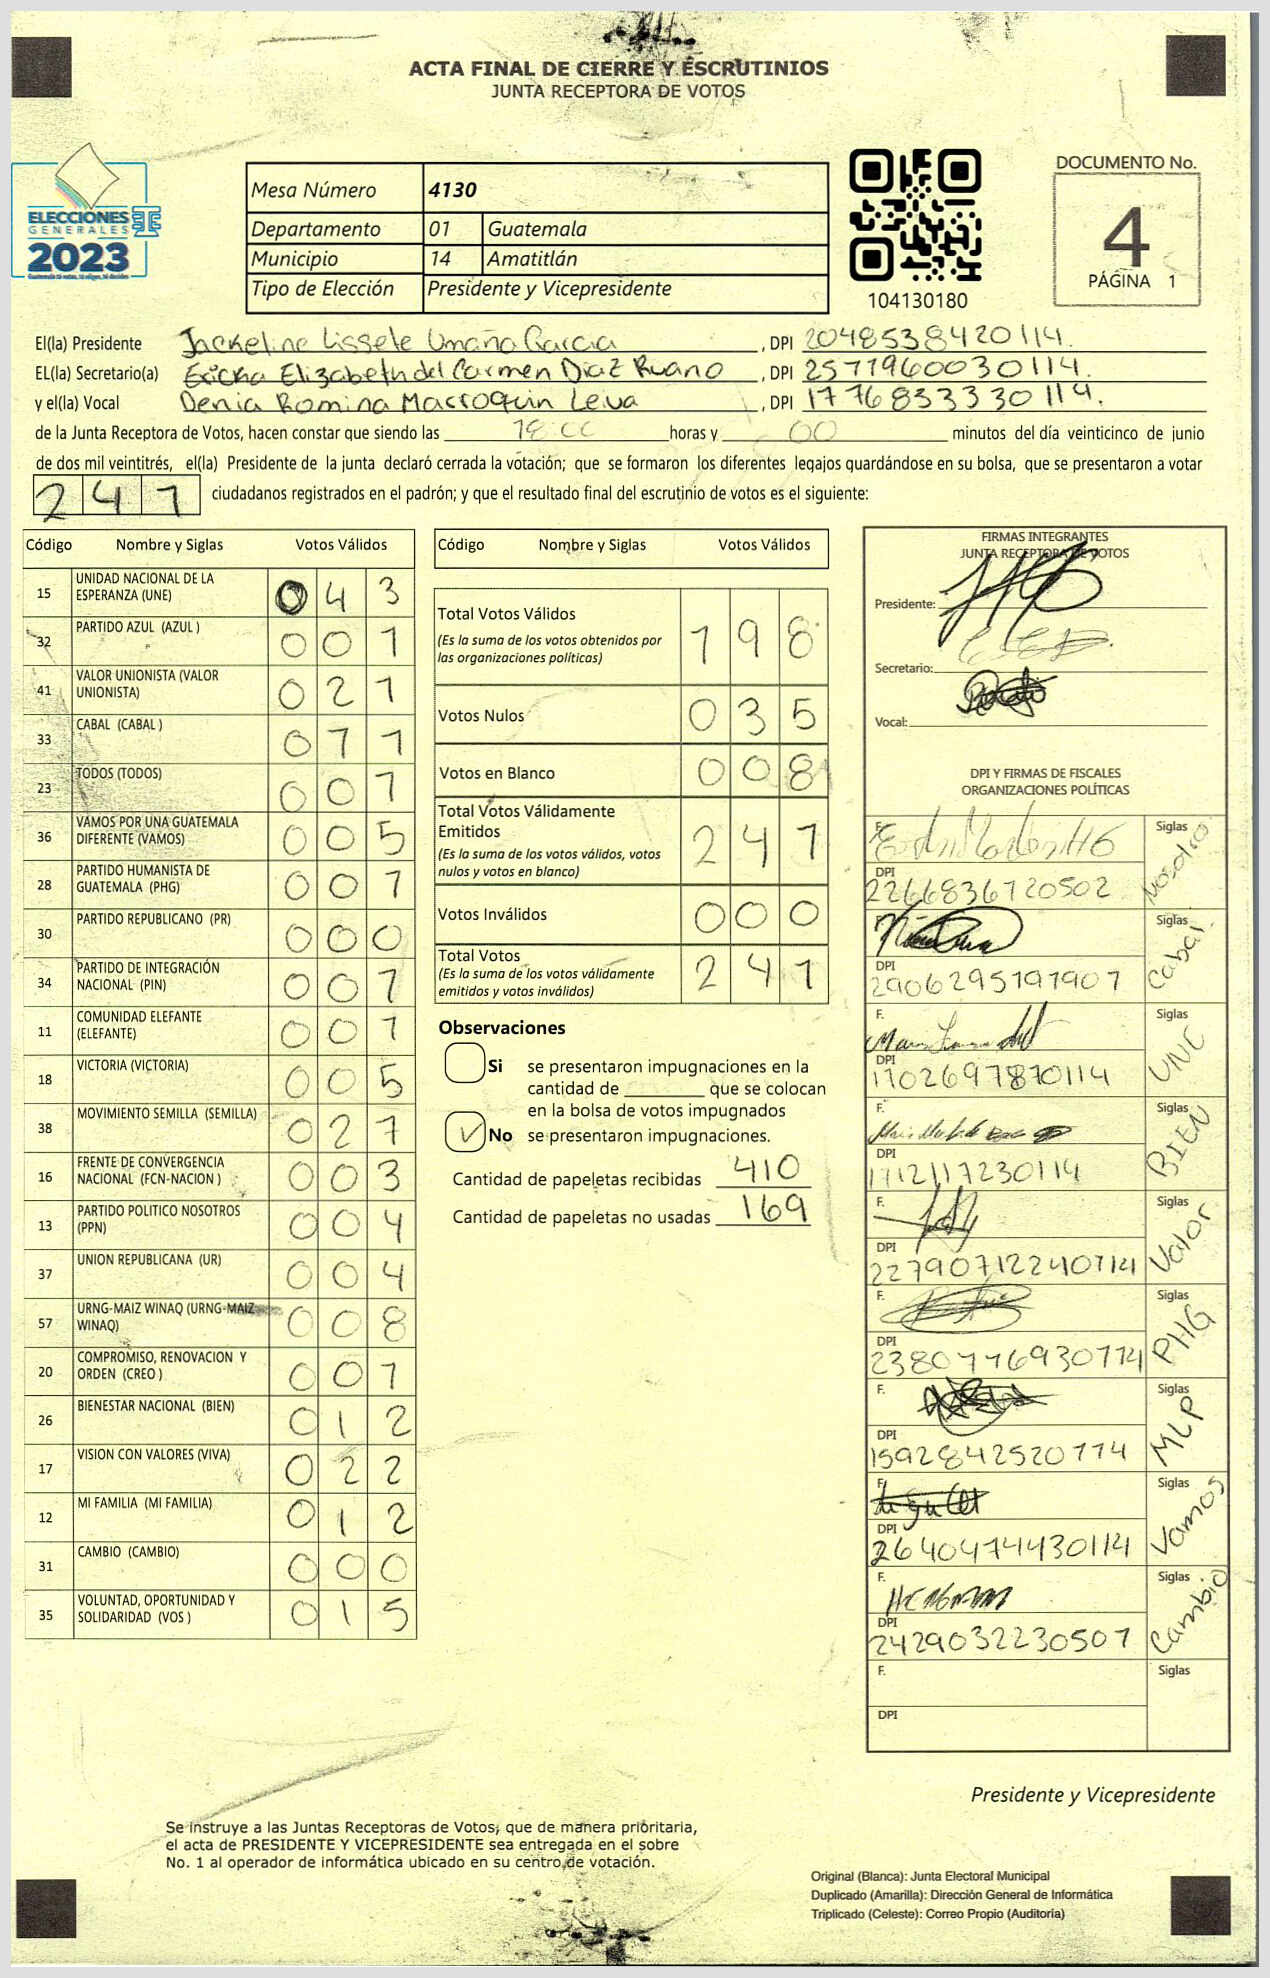 ACTA FINAL DE CIERRE Y ESCRUTINIOS
JUNTA RECEPTORA DE VOTOS
ELECCIONES
GENERALES
2023
Mesa Número 4130
Departamento 01 Guatemala
Municipio 14 Amatitlán
Tipo de Elección Presidente y Vicepresidente
104130180
DOCUMENTO No.
4
PÁGINA 1
El(la) Presidente Jackeline Lissete Umaña Garcia, DPI 2048538420114.
EL(la) Secretario(a) Ericka Elizabeth del Carmen Diaz Ruano, DPI 2571960030114.
y el(la) Vocal Denia Romina Marroquin Leiva, DPI 1776833330114.
de la Junta Receptora de Votos, hacen constar que siendo las 18:00 horas y 00 minutos del día veinticinco de junio
de dos mil veintitrés, el(la) Presidente de la junta declaró cerrada la votación; que se formaron los diferentes legajos guardándose en su bolsa, que se presentaron a votar
241 ciudadanos registrados en el padrón; y que el resultado final del escrutinio de votos es el siguiente:
Código Nombre y Siglas Votos Válidos
15 UNIDAD NACIONAL DE LA ESPERANZA (UNE) 0 4 3
32 PARTIDO AZUL (AZUL ) 0 0 1
41 VALOR UNIONISTA (VALOR UNIONISTA) 0 2 1
33 CABAL (CABAL ) 0 1 1
23 TODOS (TODOS) 0 0 1
36 VAMOS POR UNA GUATEMALA DIFERENTE (VAMOS) 0 0 5
28 PARTIDO HUMANISTA DE GUATEMALA (PHG) 0 0 1
30 PARTIDO REPUBLICANO (PR) 0 0 0
34 PARTIDO DE INTEGRACIÓN NACIONAL (PIN) 0 0 1
11 COMUNIDAD ELEFANTE (ELEFANTE) 0 0 1
18 VICTORIA (VICTORIA) 0 0 5
38 MOVIMIENTO SEMILLA (SEMILLA) 0 2 7
16 FRENTE DE CONVERGENCIA NACIONAL (FCN-NACION ) 0 0 3
13 PARTIDO POLITICO NOSOTROS (PPN) 0 0 4
37 UNION REPUBLICANA (UR) 0 0 4
57 URNG-MAIZ WINAQ (URNG-MAIZ WINAQ) 0 0 8
20 COMPROMISO, RENOVACION Y ORDEN (CREO ) 0 0 1
26 BIENESTAR NACIONAL (BIEN) 0 1 2
17 VISION CON VALORES (VIVA) 0 2 2
12 MI FAMILIA (MI FAMILIA) 0 1 2
31 CAMBIO (CAMBIO) 0 0 0
35 VOLUNTAD, OPORTUNIDAD Y SOLIDARIDAD (VOS ) 0 1 5
Código Nombre y Siglas Votos Válidos
Total Votos Válidos 1 9 8
(Es la suma de los votos obtenidos por
las organizaciones políticas)
Votos Nulos 0 3 5
Votos en Blanco 0 0 8
Total Votos Válidamente
Emitidos 2 4 1
(Es la suma de los votos válidos, votos
nulos y votos en blanco)
Votos Inválidos 0 0 0
Total Votos 2 4 1
(Es la suma de los votos válidamente
emitidos y votos inválidos)
Observaciones
Si se presentaron impugnaciones en la
cantidad de ________ que se colocan
en la bolsa de votos impugnados
No se presentaron impugnaciones.
Cantidad de papeletas recibidas 410
Cantidad de papeletas no usadas 169
FIRMAS INTEGRANTES
JUNTA RECEPTORA DE VOTOS
Presidente:
Secretario:
Vocal:
DPI Y FIRMAS DE FISCALES
ORGANIZACIONES POLÍTICAS
F. Siglas Nosotro
DPI 2266836720502
F. Siglas Cabal
DPI 2906295191901
F. Siglas UNE
DPI 1702697870114
F. Siglas BIEN
DPI 1712117230114
F. Siglas Valor
DPI 2279071220114
F. Siglas PHG
DPI 2380776930114
F. Siglas MLP
DPI 1592842520114
F. Siglas Vamos
DPI 2640474430114
F. Siglas Cambio
DPI 2429032230501
F. Siglas
DPI
Presidente y Vicepresidente
Se instruye a las Juntas Receptoras de Votos, que de manera prioritaria,
el acta de PRESIDENTE Y VICEPRESIDENTE sea entregada en el sobre
No. 1 al operador de informática ubicado en su centro de votación.
Original (Blanca): Junta Electoral Municipal
Duplicado (Amarilla): Dirección General de Informática
Triplicado (Celeste): Correo Propio (Auditoría)